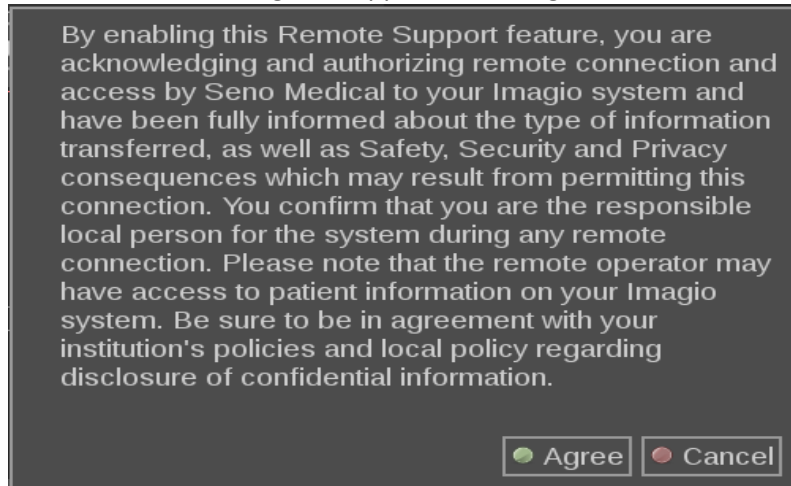 By enabling this Remote Support feature, you are
acknowledging and authorizing remote connection and
access by Seno Medical to your Imagio system and
have been fully informed about the type of information
transferred, as well as Safety, Security and Privacy
consequences which may result from permitting this
connection. You confirm that you are the responsible
local person for the system during any remote
connection. Please note that the remote operator may
have access to patient information on your Imagio
system. Be sure to be in agreement with your
institution's policies and local policy regarding
disclosure of confidential information.
Agree Cancel